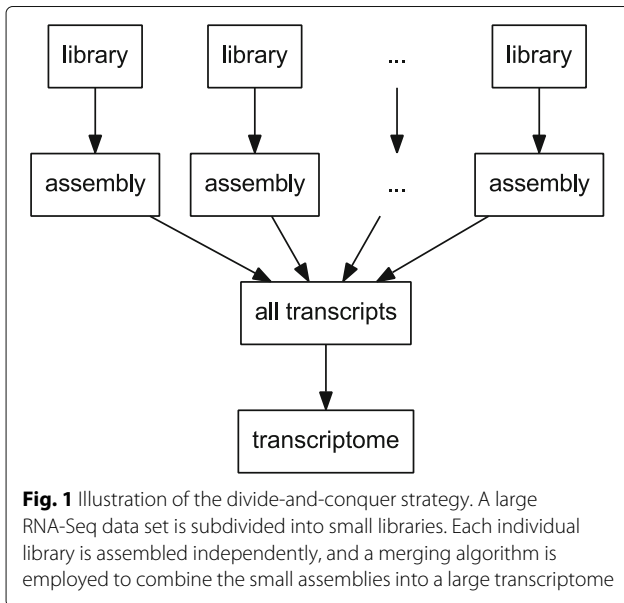 library library ... library
assembly assembly ... assembly
all transcripts
transcriptome
Fig. 1 Illustration of the divide-and-conquer strategy. A large
RNA-Seq data set is subdivided into small libraries. Each individual
library is assembled independently, and a merging algorithm is
employed to combine the small assemblies into a large transcriptome